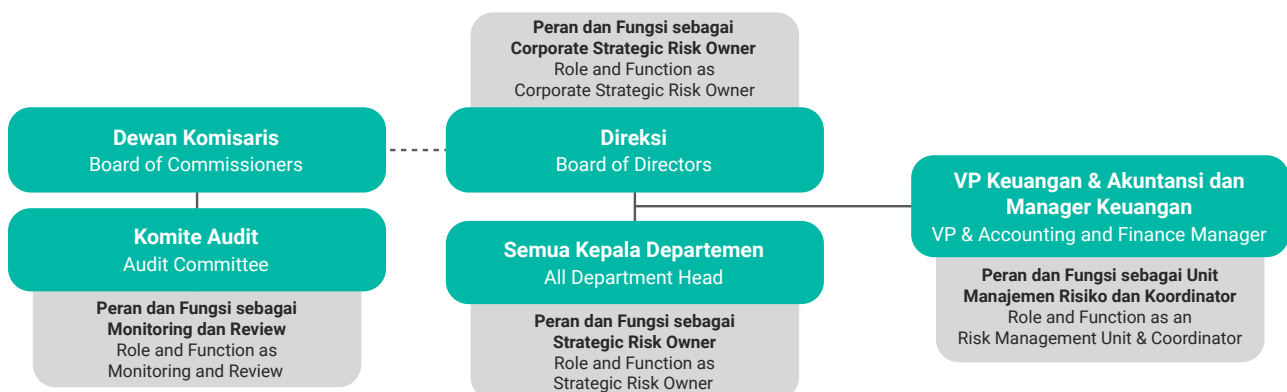 Peran dan Fungsi sebagai
Corporate Strategic Risk Owner
Role and Function as
Corporate Strategic Risk Owner
Dewan Komisaris
Board of Commissioners
Direksi
Board of Directors
VP Keuangan & Akuntansi dan
Manager Keuangan
VP & Accounting and Finance Manager
Peran dan Fungsi sebagai Unit
Manajemen Risiko dan Koordinator
Role and Function as an
Risk Management Unit & Coordinator
Komite Audit
Audit Committee
Peran dan Fungsi sebagai
Monitoring dan Review
Role and Function as
Monitoring and Review
Semua Kepala Departemen
All Department Head
Peran dan Fungsi sebagai
Strategic Risk Owner
Role and Function as
Strategic Risk Owner